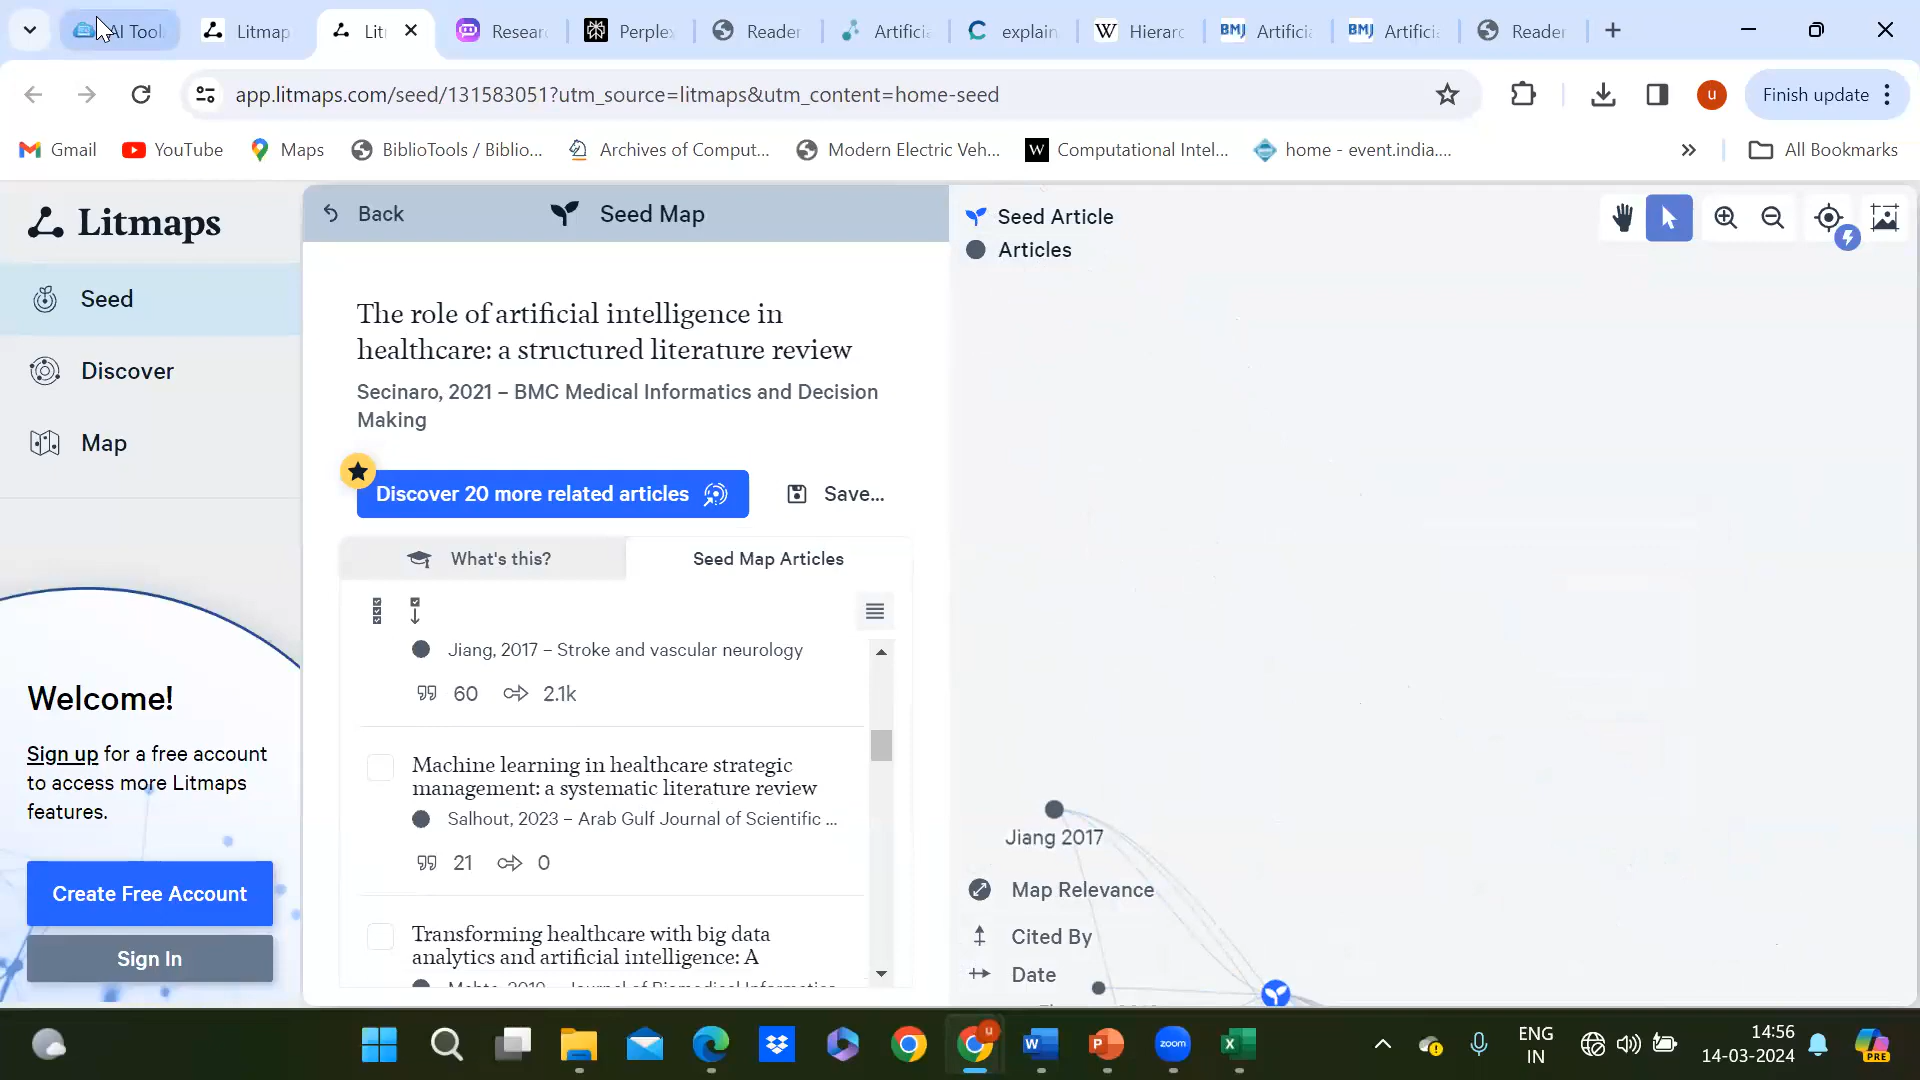 AI Tool
Litmap
Lit
Resear
Perplex
Reader
Artificia
explain
Hierarc
BMJ
Artificia
BMJ
Artificia
Reader
app.litmaps.com/seed/131583051?utm_source=litmaps&utm_content=home-seed
u
Finish update
Gmail
YouTube
Maps
BiblioTools / Biblio...
Archives of Comput...
Modern Electric Veh...
Computational Intel...
home - event.india....
All Bookmarks
Litmaps
Seed
Discover
Map
Welcome!
Sign up for a free account
to access more Litmaps
features.
Create Free Account
Sign In
Back
Seed Map
The role of artificial intelligence in
healthcare: a structured literature review
Secinaro, 2021 – BMC Medical Informatics and Decision
Making
Discover 20 more related articles
Save...
What's this?
Seed Map Articles
Jiang, 2017 – Stroke and vascular neurology
60 2.1k
Machine learning in healthcare strategic
management: a systematic literature review
Salhout, 2023 – Arab Gulf Journal of Scientific ...
21 0
Transforming healthcare with big data
analytics and artificial intelligence: A
Seed Article
Articles
Jiang 2017
Map Relevance
Cited By
Date
zoom
ENG
IN
14:56
14-03-2024
PRE